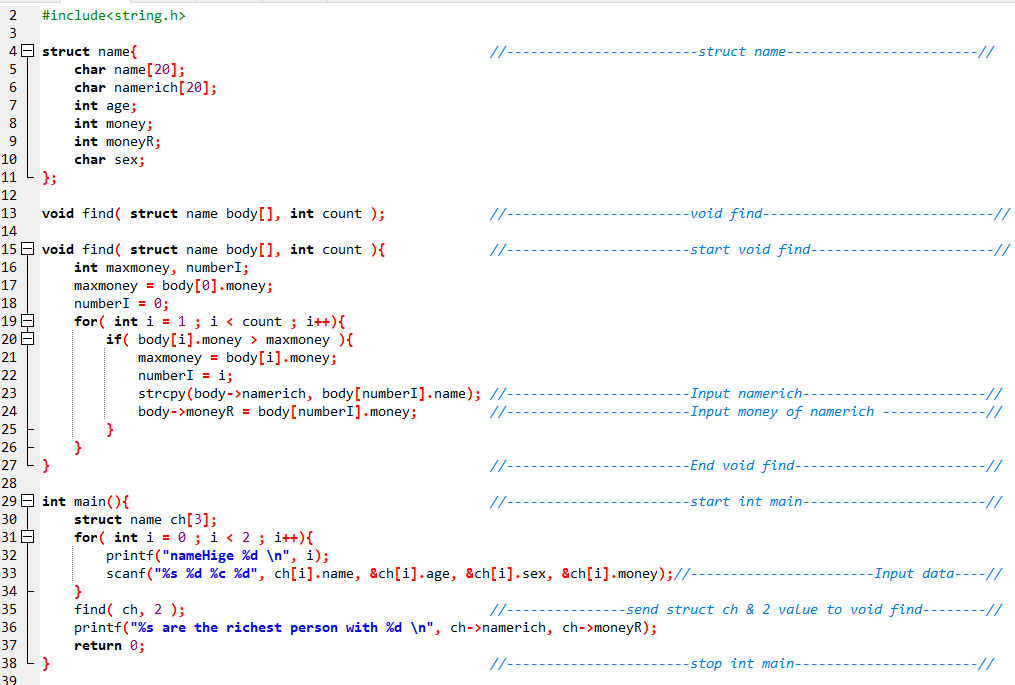 2 #include<string.h>
3
4 struct name{ //------------------------struct name------------------------//
5 char name[20];
6 char namerich[20];
7 int age;
8 int money;
9 int moneyR;
10 char sex;
11 };
12
13 void find( struct name body[], int count ); //-----------------------void find-----------------------------//
14
15 void find( struct name body[], int count ){ //-----------------------start void find-----------------------//
16 int maxmoney, numberI;
17 maxmoney = body[0].money;
18 numberI = 0;
19 for( int i = 1 ; i < count ; i++){
20 if( body[i].money > maxmoney ){
21 maxmoney = body[i].money;
22 numberI = i;
23 strcpy(body->namerich, body[numberI].name); //-----------------------Input namerich-----------------------//
24 body->moneyR = body[numberI].money; //-----------------------Input money of namerich -------------//
25 }
26 }
27 } //-----------------------End void find------------------------//
28
29 int main(){ //-----------------------start int main-----------------------//
30 struct name ch[3];
31 for( int i = 0 ; i < 2 ; i++){
32 printf("nameHige %d \n", i);
33 scanf("%s %d %c %d", ch[i].name, &ch[i].age, &ch[i].sex, &ch[i].money);//-----------------------Input data----//
34 }
35 find( ch, 2 ); //---------------send struct ch & 2 value to void find--------//
36 printf("%s are the richest person with %d \n", ch->namerich, ch->moneyR);
37 return 0;
38 } //-----------------------stop int main-----------------------//
39